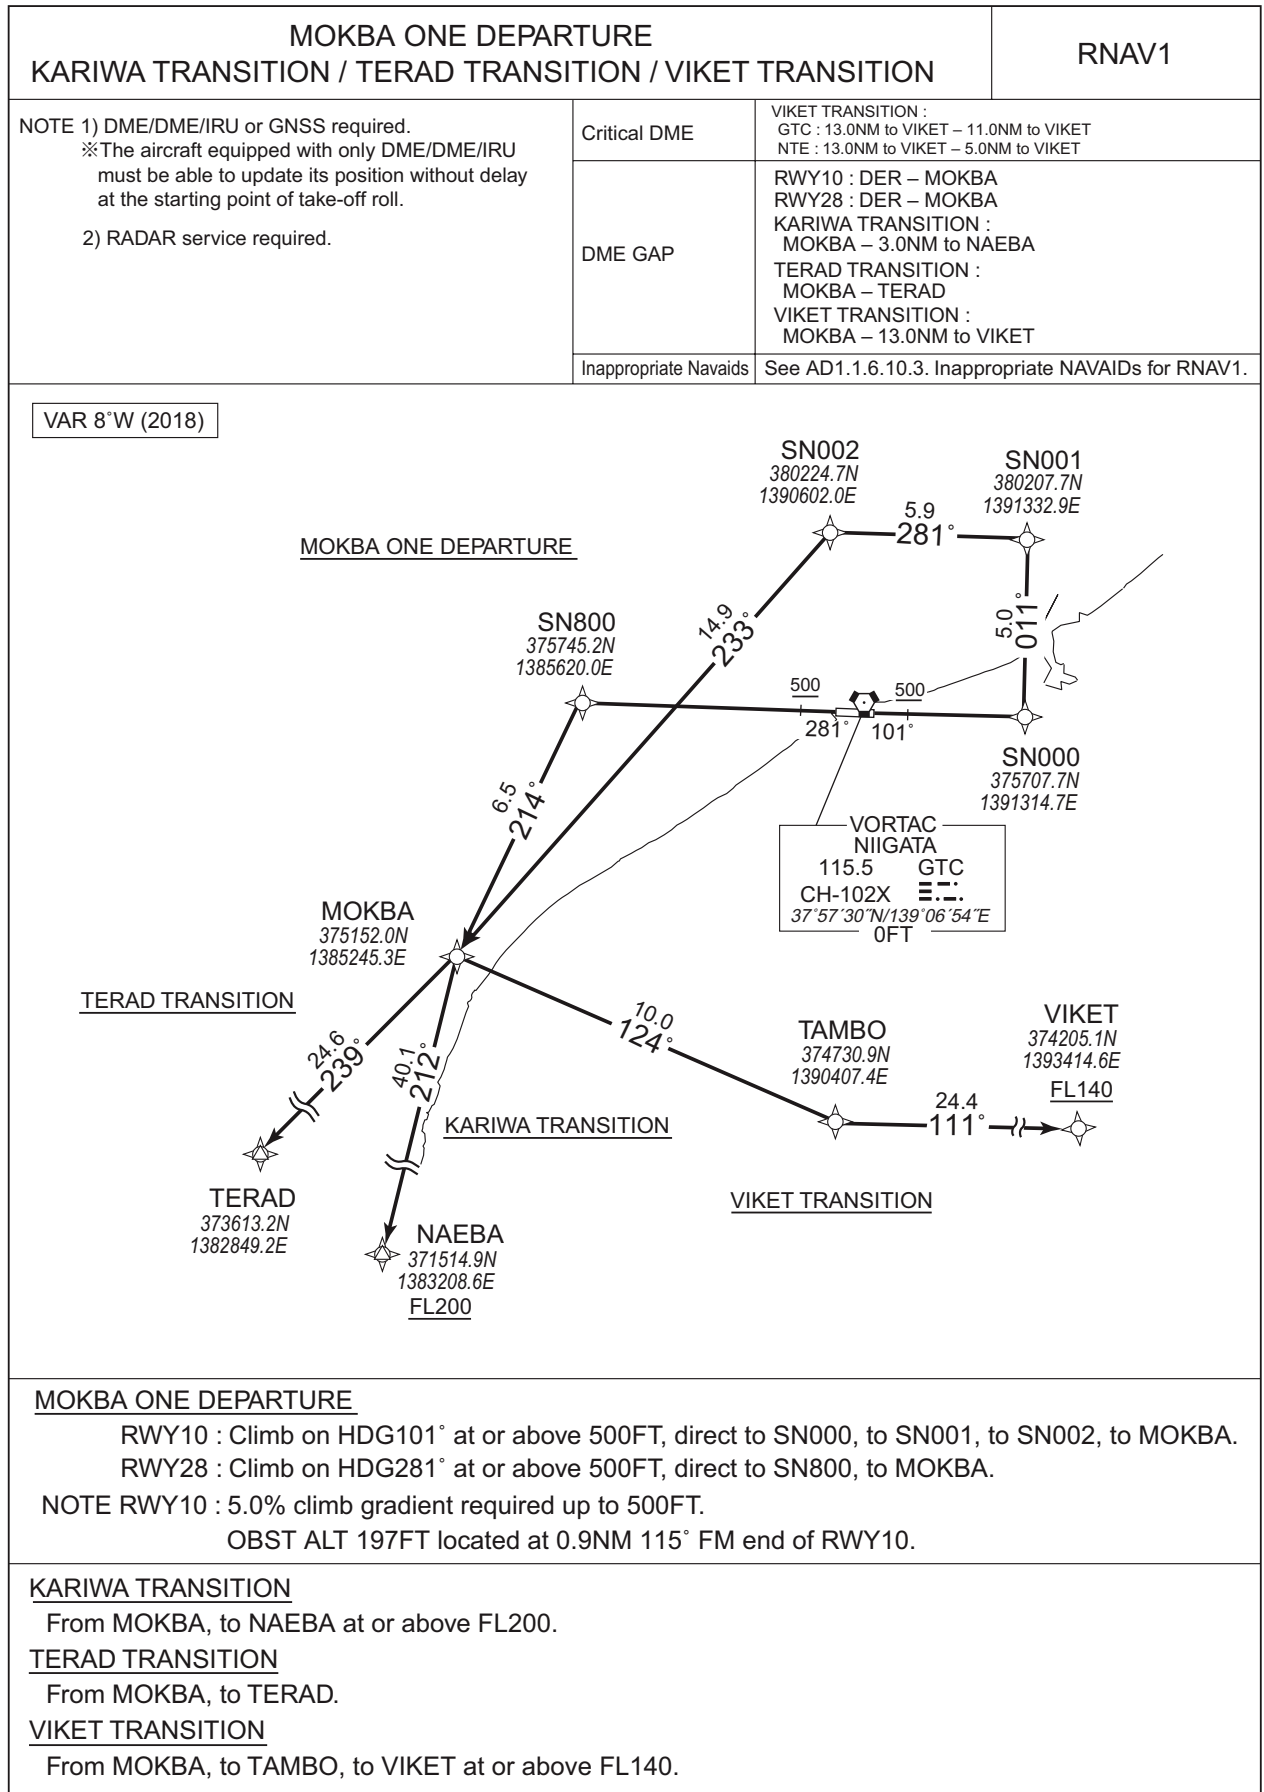 MOKBA ONE DEPARTURE
KARIWA TRANSITION / TERAD TRANSITION / VIKET TRANSITION
RNAV1
NOTE 1) DME/DME/IRU or GNSS required.
※The aircraft equipped with only DME/DME/IRU
must be able to update its position without delay
at the starting point of take-off roll.
2) RADAR service required.
Critical DME
VIKET TRANSITION :
GTC : 13.0NM to VIKET – 11.0NM to VIKET
NTE : 13.0NM to VIKET – 5.0NM to VIKET
DME GAP
RWY10 : DER – MOKBA
RWY28 : DER – MOKBA
KARIWA TRANSITION :
MOKBA – 3.0NM to NAEBA
TERAD TRANSITION :
MOKBA – TERAD
VIKET TRANSITION :
MOKBA – 13.0NM to VIKET
Inappropriate Navaids
See AD1.1.6.10.3. Inappropriate NAVAIDs for RNAV1.
VAR 8˚W (2018)
SN002
380224.7N
1390602.0E
SN001
380207.7N
1391332.9E
5.9
281˚
MOKBA ONE DEPARTURE
14.9
233˚
5.0
011˚
SN800
375745.2N
1385620.0E
500
500
281˚
101˚
SN000
375707.7N
1391314.7E
6.5
214˚
VORTAC
NIIGATA
115.5 GTC
CH-102X
37˚57´30˝N/139˚06´54˝E
0FT
MOKBA
375152.0N
1385245.3E
TERAD TRANSITION
24.6
239˚
40.1
212˚
10.0
124˚
TAMBO
374730.9N
1390407.4E
VIKET
374205.1N
1393414.6E
FL140
24.4
111˚
KARIWA TRANSITION
VIKET TRANSITION
TERAD
373613.2N
1382849.2E
NAEBA
371514.9N
1383208.6E
FL200
MOKBA ONE DEPARTURE
RWY10 : Climb on HDG101˚ at or above 500FT, direct to SN000, to SN001, to SN002, to MOKBA.
RWY28 : Climb on HDG281˚ at or above 500FT, direct to SN800, to MOKBA.
NOTE RWY10 : 5.0% climb gradient required up to 500FT.
OBST ALT 197FT located at 0.9NM 115˚ FM end of RWY10.
KARIWA TRANSITION
From MOKBA, to NAEBA at or above FL200.
TERAD TRANSITION
From MOKBA, to TERAD.
VIKET TRANSITION
From MOKBA, to TAMBO, to VIKET at or above FL140.